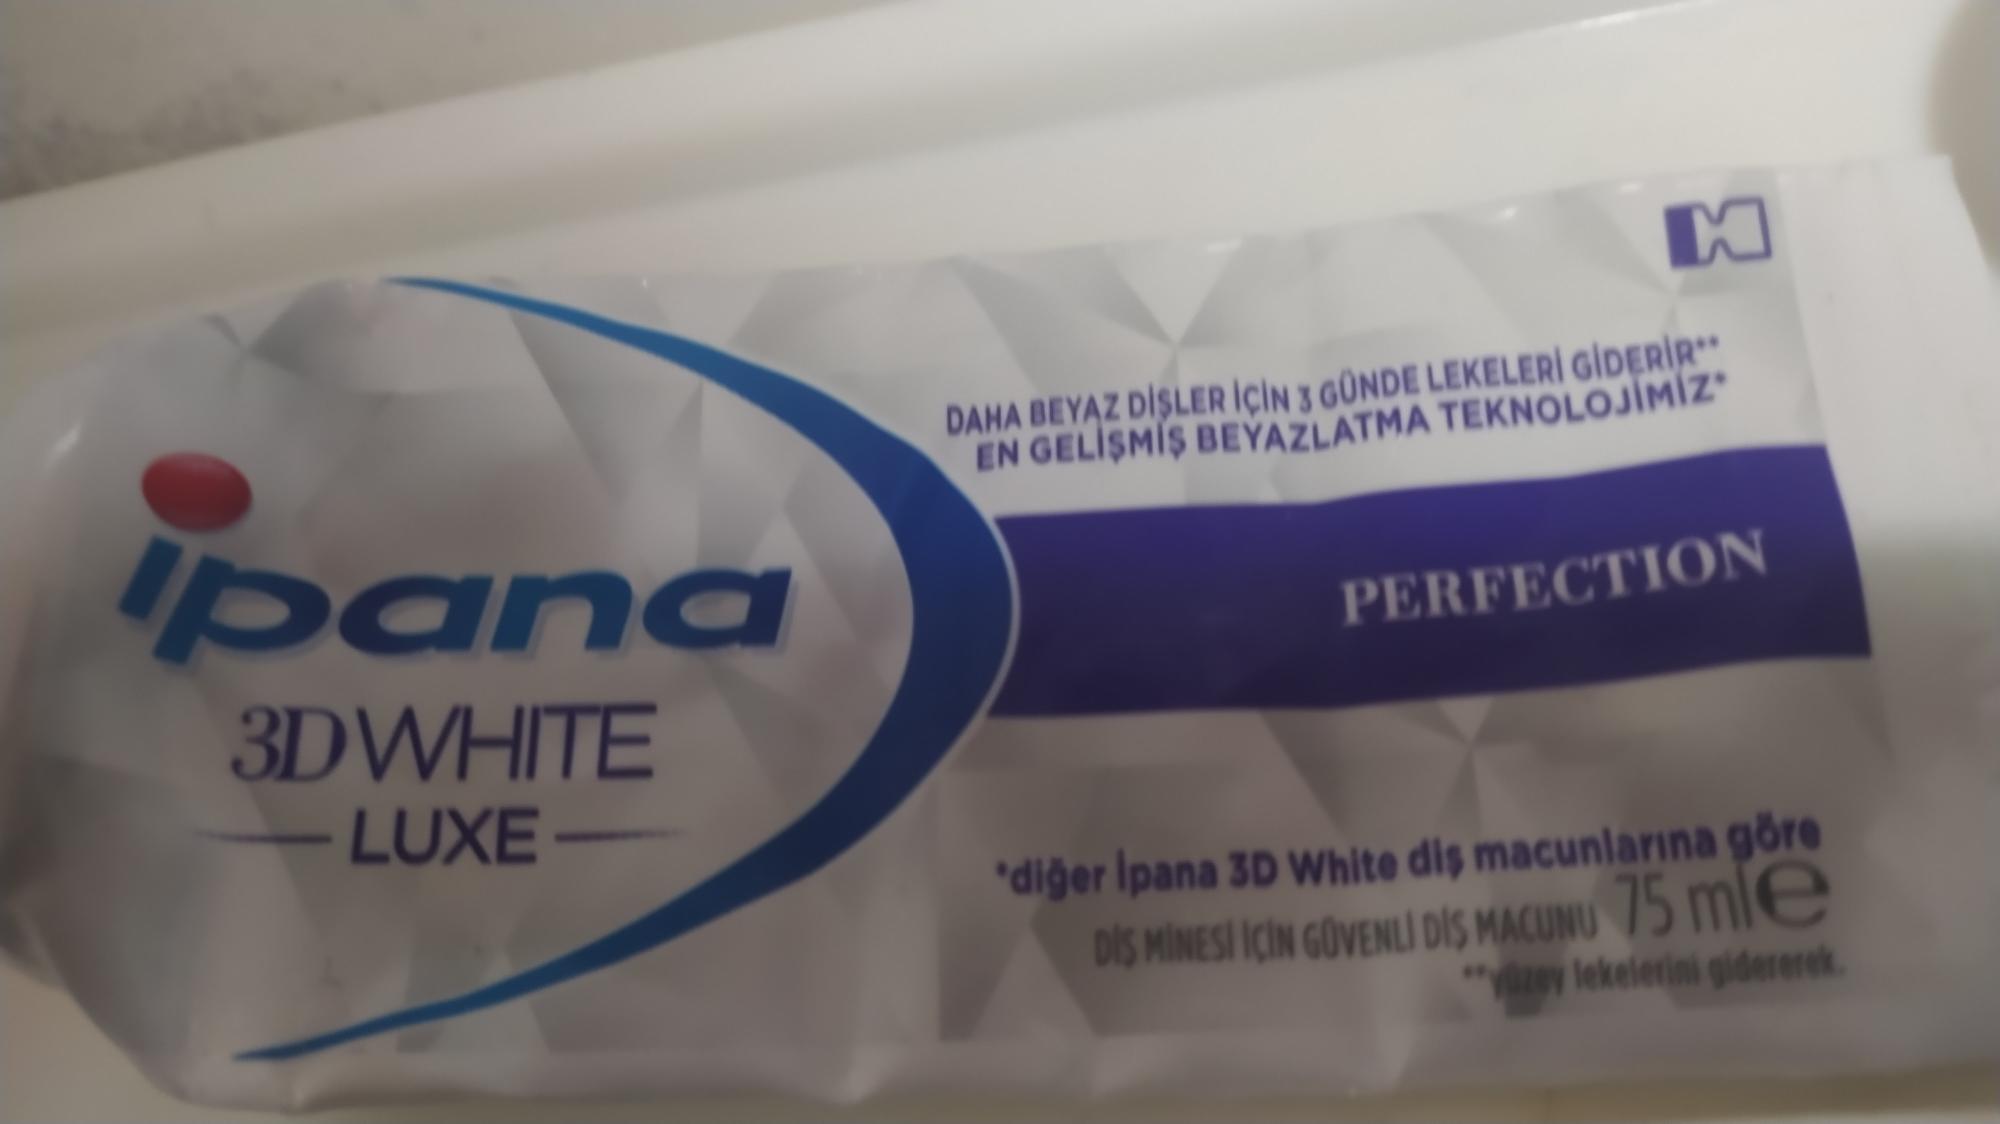 ipana
3D WHITE
LUXE
DAHA BEYAZ DİŞLER İÇİN 3 GÜNDE LEKELERİ GİDERİR**
EN GELİŞMİŞ BEYAZLATMA TEKNOLOJİMİZ*
PERFECTION
*diğer İpana 3D White diş macunlarına göre
DİŞ MİNESİ İÇİN GÜVENLİ DİŞ MACUNU 75 ml e
**yüzey lekelerini gidererek.